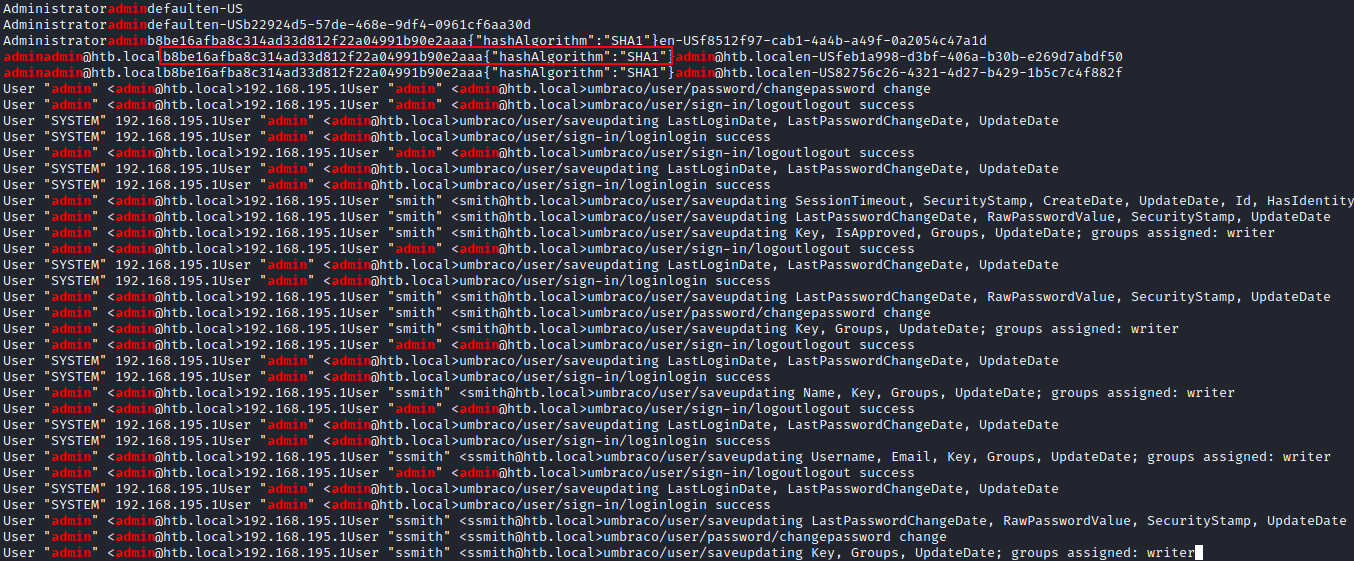 Administratoradmindefaulten-US
Administratoradmindefaulten-USb22924d5-57de-468e-9df4-0961cf6aa30d
Administratoradminb8be16afba8c314ad33d812f22a04991b90e2aaa{"hashAlgorithm":"SHA1"}en-USf8512f97-cab1-4a4b-a49f-0a2054c47a1d
adminadmin@htb.localb8be16afba8c314ad33d812f22a04991b90e2aaa{"hashAlgorithm":"SHA1"}admin@htb.localen-USfeb1a998-d3bf-406a-b30b-e269d7abdf50
adminadmin@htb.localb8be16afba8c314ad33d812f22a04991b90e2aaa{"hashAlgorithm":"SHA1"}admin@htb.localen-US82756c26-4321-4d27-b429-1b5c7c4f882f
User "admin" <admin@htb.local>192.168.195.1User "admin" <admin@htb.local>umbraco/user/password/changepassword change
User "admin" <admin@htb.local>192.168.195.1User "admin" <admin@htb.local>umbraco/user/sign-in/logoutlogout success
User "SYSTEM" 192.168.195.1User "admin" <admin@htb.local>umbraco/user/saveupdating LastLoginDate, LastPasswordChangeDate, UpdateDate
User "SYSTEM" 192.168.195.1User "admin" <admin@htb.local>umbraco/user/sign-in/loginlogin success
User "admin" <admin@htb.local>192.168.195.1User "admin" <admin@htb.local>umbraco/user/sign-in/logoutlogout success
User "SYSTEM" 192.168.195.1User "admin" <admin@htb.local>umbraco/user/saveupdating LastLoginDate, LastPasswordChangeDate, UpdateDate
User "SYSTEM" 192.168.195.1User "admin" <admin@htb.local>umbraco/user/sign-in/loginlogin success
User "admin" <admin@htb.local>192.168.195.1User "smith" <smith@htb.local>umbraco/user/saveupdating SessionTimeout, SecurityStamp, CreateDate, UpdateDate, Id, HasIdentity
User "admin" <admin@htb.local>192.168.195.1User "smith" <smith@htb.local>umbraco/user/saveupdating LastPasswordChangeDate, RawPasswordValue, SecurityStamp, UpdateDate
User "admin" <admin@htb.local>192.168.195.1User "smith" <smith@htb.local>umbraco/user/saveupdating Key, IsApproved, Groups, UpdateDate; groups assigned: writer
User "admin" <admin@htb.local>192.168.195.1User "admin" <admin@htb.local>umbraco/user/sign-in/logoutlogout success
User "SYSTEM" 192.168.195.1User "admin" <admin@htb.local>umbraco/user/saveupdating LastLoginDate, LastPasswordChangeDate, UpdateDate
User "SYSTEM" 192.168.195.1User "admin" <admin@htb.local>umbraco/user/sign-in/loginlogin success
User "admin" <admin@htb.local>192.168.195.1User "smith" <smith@htb.local>umbraco/user/saveupdating LastPasswordChangeDate, RawPasswordValue, SecurityStamp, UpdateDate
User "admin" <admin@htb.local>192.168.195.1User "smith" <smith@htb.local>umbraco/user/password/changepassword change
User "admin" <admin@htb.local>192.168.195.1User "smith" <smith@htb.local>umbraco/user/saveupdating Key, Groups, UpdateDate; groups assigned: writer
User "admin" <admin@htb.local>192.168.195.1User "admin" <admin@htb.local>umbraco/user/sign-in/logoutlogout success
User "SYSTEM" 192.168.195.1User "admin" <admin@htb.local>umbraco/user/saveupdating LastLoginDate, LastPasswordChangeDate, UpdateDate
User "SYSTEM" 192.168.195.1User "admin" <admin@htb.local>umbraco/user/sign-in/loginlogin success
User "admin" <admin@htb.local>192.168.195.1User "ssmith" <smith@htb.local>umbraco/user/saveupdating Name, Key, Groups, UpdateDate; groups assigned: writer
User "admin" <admin@htb.local>192.168.195.1User "admin" <admin@htb.local>umbraco/user/sign-in/logoutlogout success
User "SYSTEM" 192.168.195.1User "admin" <admin@htb.local>umbraco/user/saveupdating LastLoginDate, LastPasswordChangeDate, UpdateDate
User "SYSTEM" 192.168.195.1User "admin" <admin@htb.local>umbraco/user/sign-in/loginlogin success
User "admin" <admin@htb.local>192.168.195.1User "ssmith" <ssmith@htb.local>umbraco/user/saveupdating Username, Email, Key, Groups, UpdateDate; groups assigned: writer
User "admin" <admin@htb.local>192.168.195.1User "admin" <admin@htb.local>umbraco/user/sign-in/logoutlogout success
User "SYSTEM" 192.168.195.1User "admin" <admin@htb.local>umbraco/user/saveupdating LastLoginDate, LastPasswordChangeDate, UpdateDate
User "SYSTEM" 192.168.195.1User "admin" <admin@htb.local>umbraco/user/sign-in/loginlogin success
User "admin" <admin@htb.local>192.168.195.1User "ssmith" <ssmith@htb.local>umbraco/user/saveupdating LastPasswordChangeDate, RawPasswordValue, SecurityStamp, UpdateDate
User "admin" <admin@htb.local>192.168.195.1User "ssmith" <ssmith@htb.local>umbraco/user/password/changepassword change
User "admin" <admin@htb.local>192.168.195.1User "ssmith" <ssmith@htb.local>umbraco/user/saveupdating Key, Groups, UpdateDate; groups assigned: writer